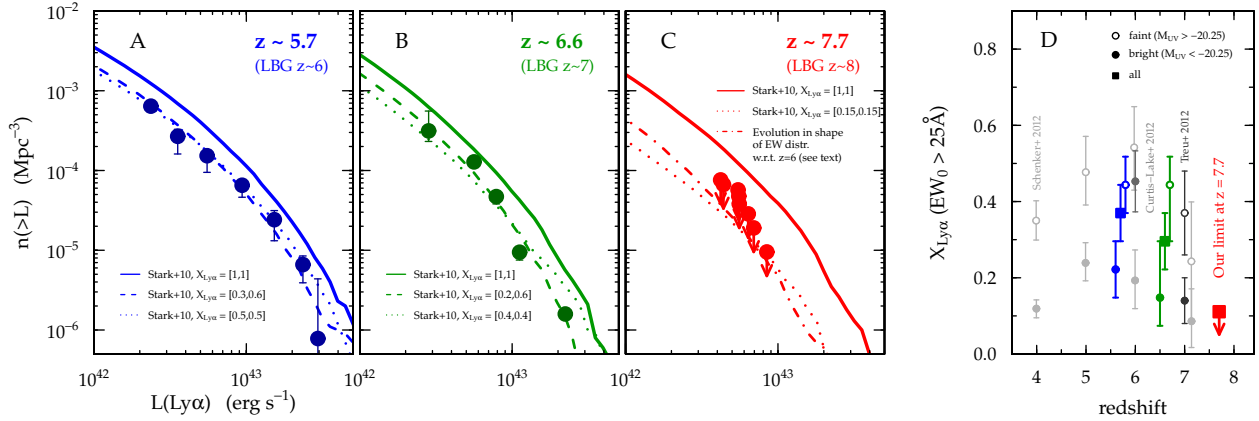 n(>L) (Mpc⁻³)
10⁻²
10⁻³
10⁻⁴
10⁻⁵
10⁻⁶
A
z ~ 5.7
(LBG z~6)
Stark+10, X_Lyα = [1,1]
Stark+10, X_Lyα = [0.3,0.6]
Stark+10, X_Lyα = [0.5,0.5]
10⁴² 10⁴³
L(Lyα) (erg s⁻¹)
B
z ~ 6.6
(LBG z~7)
Stark+10, X_Lyα = [1,1]
Stark+10, X_Lyα = [0.2,0.6]
Stark+10, X_Lyα = [0.4,0.4]
10⁴³
C
z ~ 7.7
(LBG z~8)
Stark+10, X_Lyα = [1,1]
Stark+10, X_Lyα = [0.15,0.15]
Evolution in shape
of EW distr.
w.r.t. z=6 (see text)
10⁴³
X_Lyα (EW₀ > 25Å)
0.8
0.6
0.4
0.2
0.0
D
faint (M_UV > −20.25)
bright (M_UV < −20.25)
all
Schenker+ 2012
Curtis−Lake+ 2012
Treu+ 2012
Our limit at z = 7.7
4 5 6 7 8
redshift